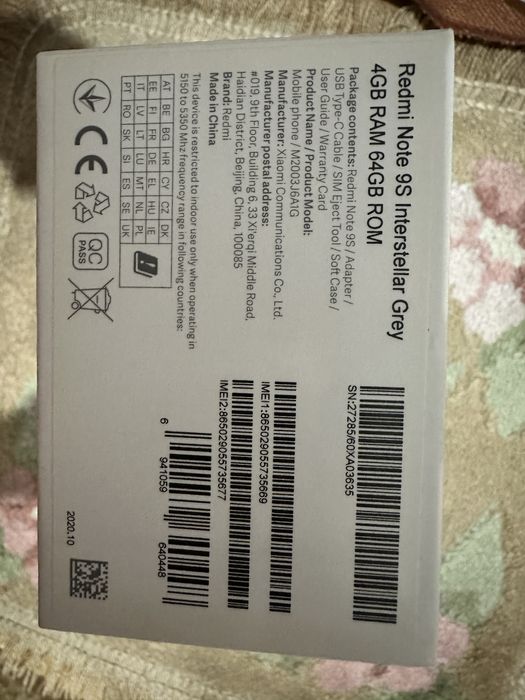 Redmi Note 9S Interstellar Grey
4GB RAM 64GB ROM
Package contents: Redmi Note 9S / Adapter /
USB Type-C Cable / SIM Eject Tool / Soft Case /
User Guide / Warranty Card
Product Name / Product Model:
Mobile phone / M2003J6A1G
Manufacturer: Xiaomi Communications Co., Ltd.
Manufacturer postal address:
#019, 9th Floor, Building 6, 33 Xi'erqi Middle Road,
Haidian District, Beijing, China, 100085
Brand: Redmi
Made in China
This device is restricted to indoor use only when operating in
5150 to 5350 Mhz frequency range in following countries:
AT BE BG HR CY CZ DK
EE FI FR DE EL HU IE
IT LV LT LU MT NL PL
PT RO SK SI ES SE UK
CE
QC
PASS
SN:27285/60XA03635
IMEI1:865029055735669
IMEI2:865029055735677
6 941059 640448
2020.10